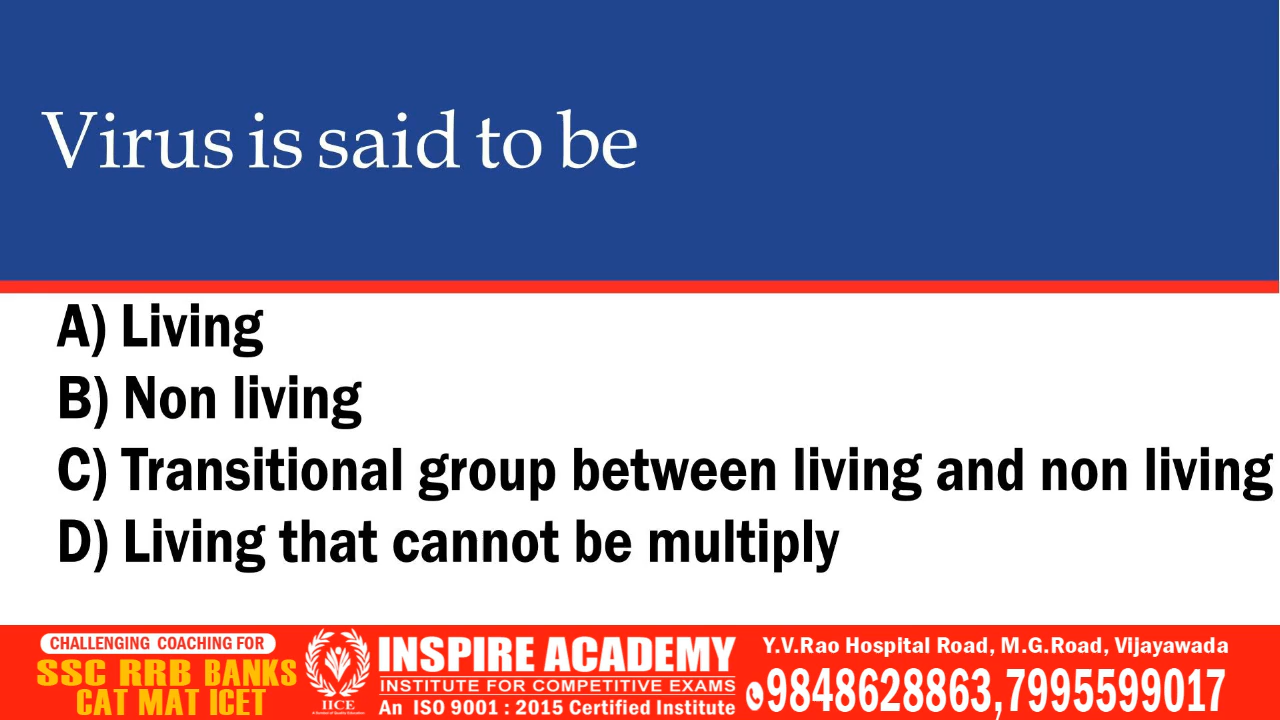 Virus is said to be
A) Living
B) Non living
C) Transitional group between living and non living
D) Living that cannot be multiply
CHALLENGING COACHING FOR
SSC RRB BANKS
CAT MAT ICET
IICE
INSPIRE ACADEMY
INSTITUTE FOR COMPETITIVE EXAMS
An ISO 9001 : 2015 Certified Institute
Y.V.Rao Hospital Road, M.G.Road, Vijayawada
9848628863,7995599017